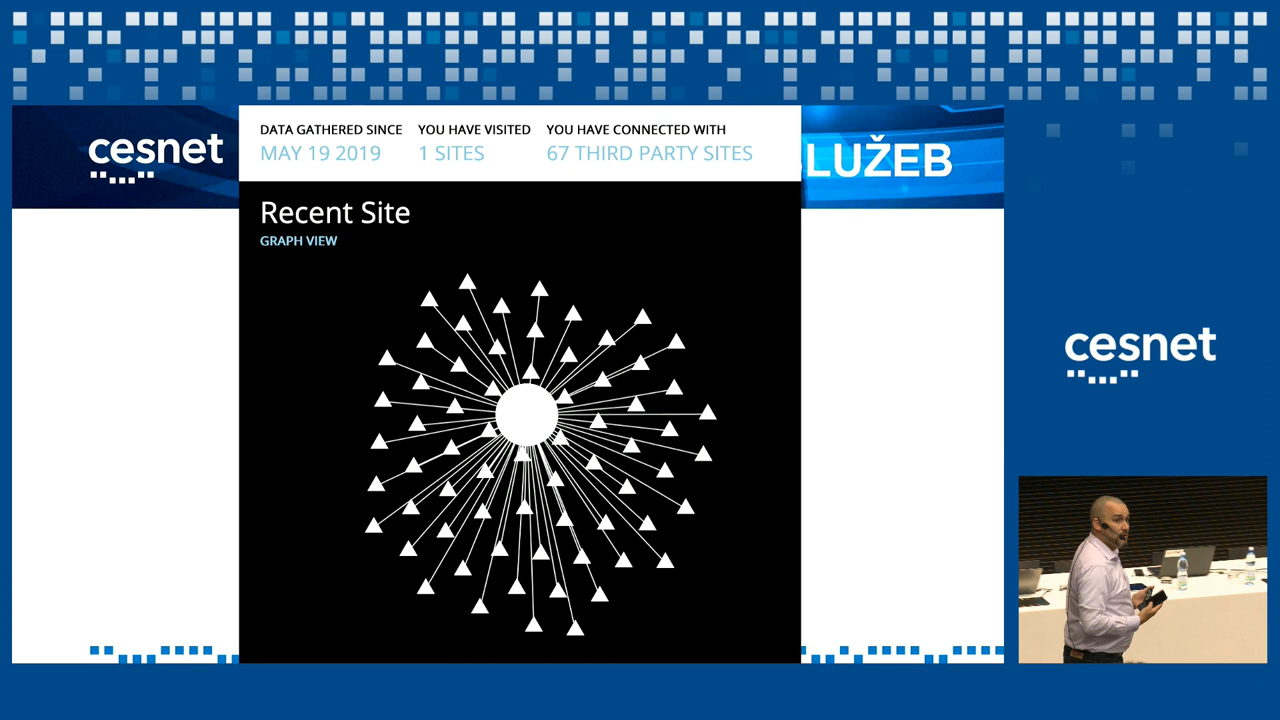 cesnet
DATA GATHERED SINCE
MAY 19 2019
YOU HAVE VISITED
1 SITES
YOU HAVE CONNECTED WITH
67 THIRD PARTY SITES
LUŽEB
Recent Site
GRAPH VIEW
cesnet